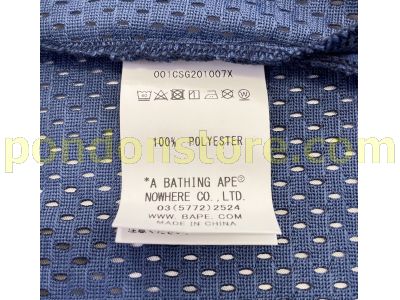 001CSG201007X
100% POLYESTER
pondonstore.com
*A BATHING APE®
NOWHERE CO.,LTD.
03(5772)2524
WWW.BAPE.COM
MADE IN CHINA